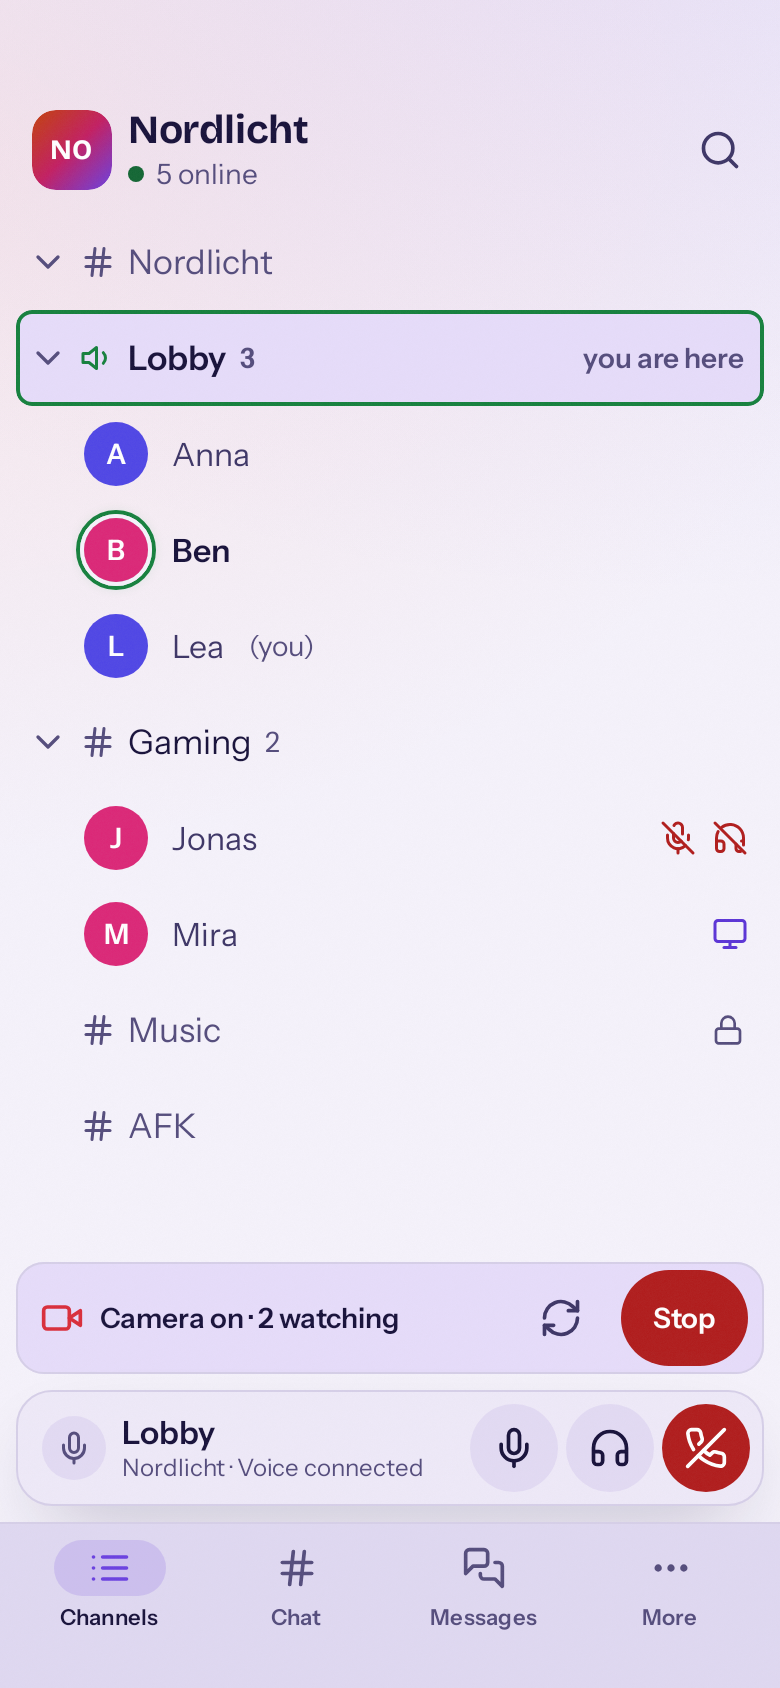 NO
Nordlicht
5 online
Nordlicht
Lobby 3 you are here
A Anna
B Ben
L Lea (you)
Gaming 2
J Jonas
M Mira
Music
AFK
Camera on · 2 watching Stop
Lobby
Nordlicht · Voice connected
Channels Chat Messages More